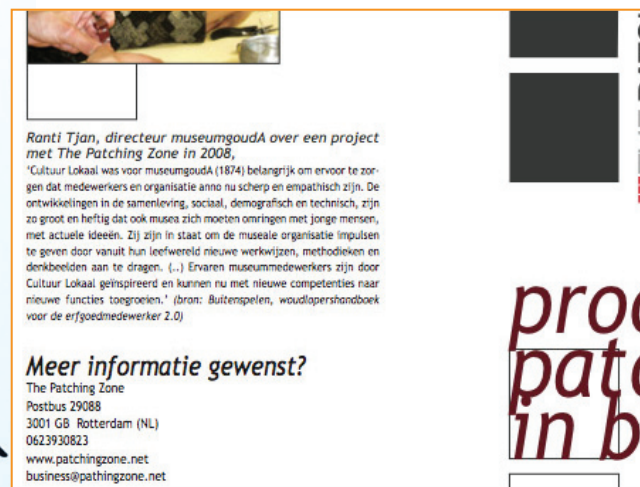 Ranti Tjan, directeur museumgoudA over een project
met The Patching Zone in 2008,
‘Cultuur Lokaal was voor museumgoudA (1874) belangrijk om ervoor te zor-
gen dat medewerkers en organisatie anno nu scherp en empathisch zijn. De
ontwikkelingen in de samenleving, sociaal, demografisch en technisch, zijn
zo groot en heftig dat ook musea zich moeten omringen met jonge mensen,
met actuele ideeën. Zij zijn in staat om de museale organisatie impulsen
te geven door vanuit hun leefwereld nieuwe werkwijzen, methodieken en
denkbeelden aan te dragen. (..) Ervaren museummedewerkers zijn door
Cultuur Lokaal geïnspireerd en kunnen nu met nieuwe competenties naar
nieuwe functies toegroeien.’ (bron: Buitenspelen, woudlopershandboek
voor de erfgoedmedewerker 2.0)
Meer informatie gewenst?
The Patching Zone
Postbus 29088
3001 GB Rotterdam (NL)
0623930823
www.patchingzone.net
business@pathingzone.net
in b